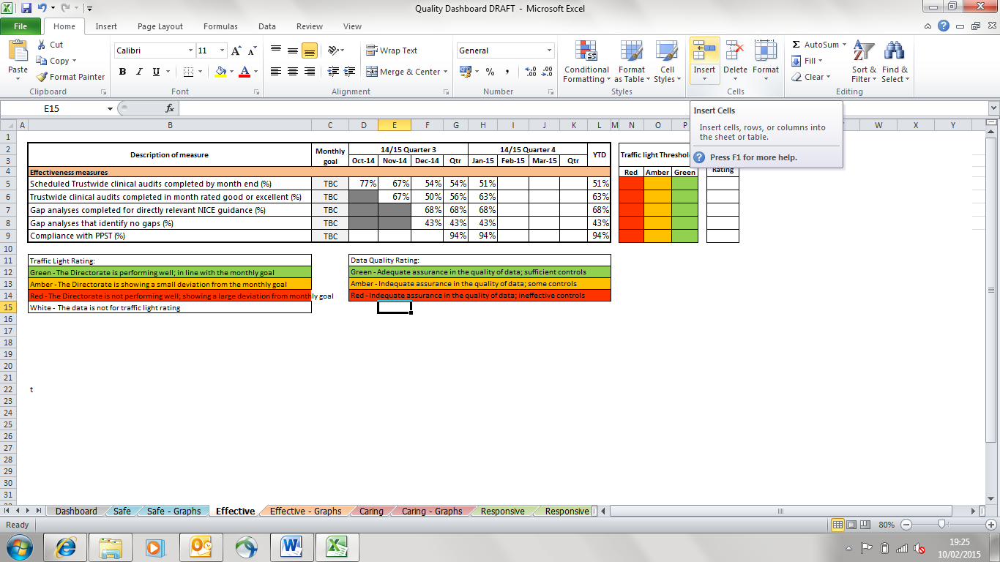 Quality Dashboard DRAFT - Microsoft Excel
File Home Insert Page Layout Formulas Data Review View
Paste Cut Copy Format Painter Clipboard
Calibri 11 A A B I U A Font
Wrap Text Merge & Center Alignment
General % , .0 .00 .00 .0 Number
Conditional Formatting Format as Table Cell Styles Styles
Insert Delete Format Cells
Σ AutoSum Fill Clear Sort & Filter Find & Select Editing
E15 fx
Insert Cells
Insert cells, rows, or columns into
the sheet or table.
Press F1 for more help.
A B C D E F G H I J K L M N O P W X Y
1
2 Description of measure Monthly goal 14/15 Quarter 3 14/15 Quarter 4 YTD Traffic light Threshol
3 Oct-14 Nov-14 Dec-14 Qtr Jan-15 Feb-15 Mar-15 Qtr
4 Effectiveness measures Red Amber Green Rating
5 Scheduled Trustwide clinical audits completed by month end (%) TBC 77% 67% 54% 54% 51% 51%
6 Trustwide clinical audits completed in month rated good or excellent (%) TBC 67% 50% 56% 63% 63%
7 Gap analyses completed for directly relevant NICE guidance (%) TBC 68% 68% 68% 68%
8 Gap analyses that identify no gaps (%) TBC 43% 43% 43% 43%
9 Compliance with PPST (%) TBC 94% 94% 94%
10
11 Traffic Light Rating: Data Quality Rating:
12 Green - The Directorate is performing well; in line with the monthly goal Green - Adequate assurance in the quality of data; sufficient controls
13 Amber - The Directorate is showing a small deviation from the monthly goal Amber - Indequate assurance in the quality of data; some controls
14 Red - The Directorate is not performing well; showing a large deviation from monthly goal Red - Indequate assurance in the quality of data; ineffective controls
15 White - The data is not for traffic light rating
16
17
18
19
20
21
22 t
23
24
25
26
27
28
29
30
31
Dashboard Safe Safe - Graphs Effective Effective - Graphs Caring Caring - Graphs Responsive Responsive
Ready 80%
19:25
10/02/2015